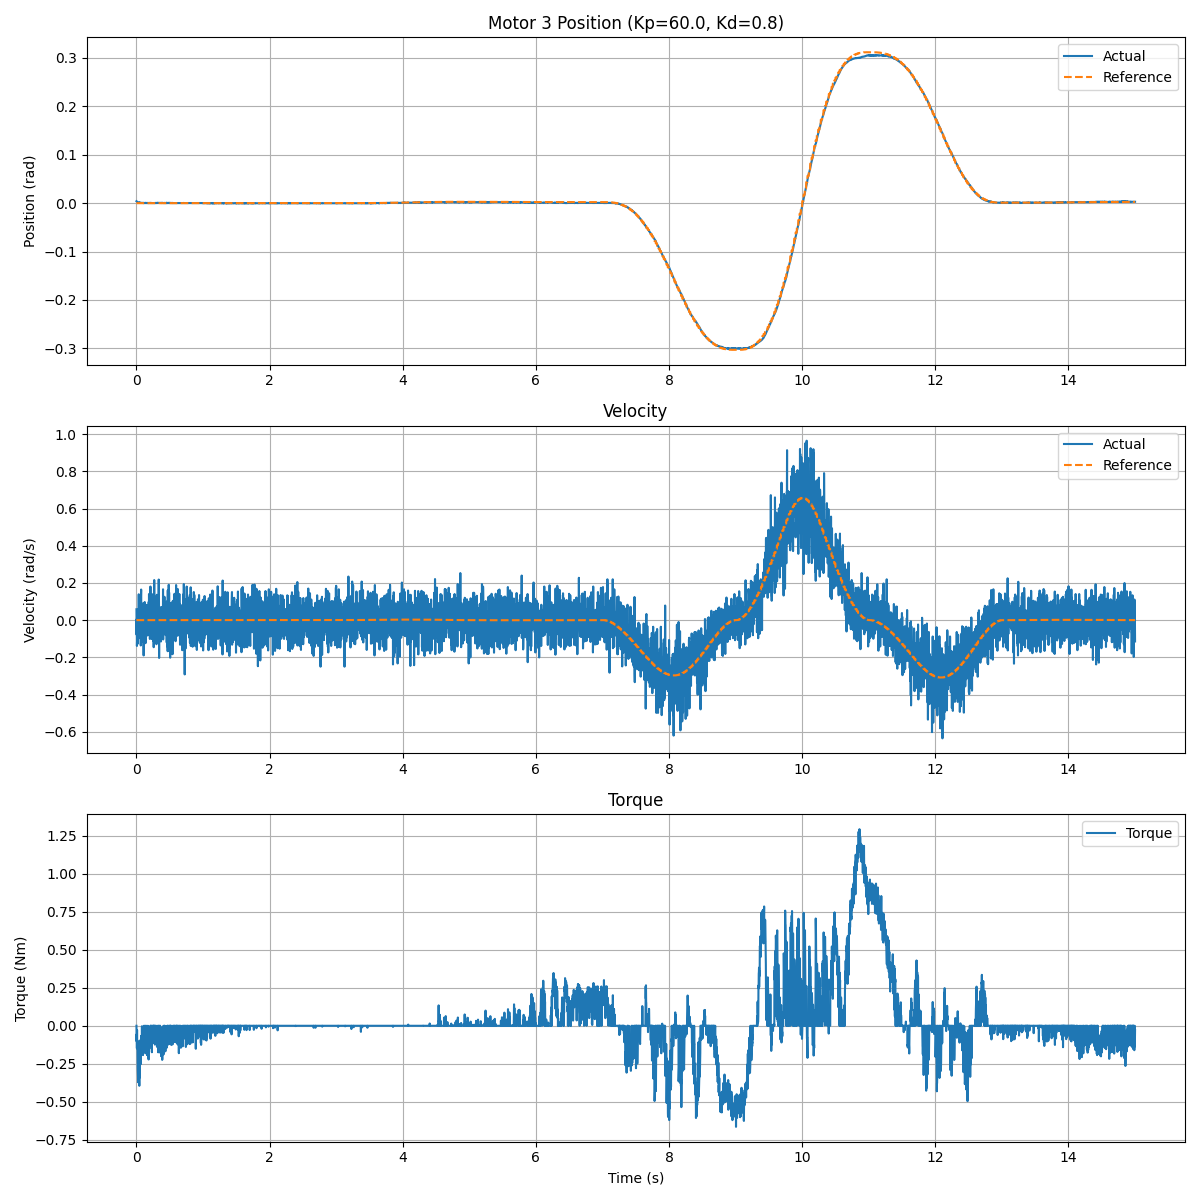 Motor 3 Position (Kp=60.0, Kd=0.8)
Position (rad)
0.3
0.2
0.1
0.0
−0.1
−0.2
−0.3
Actual
Reference
0 2 4 6 8 10 12 14
Velocity
Velocity (rad/s)
1.0
0.8
0.6
0.4
0.2
0.0
−0.2
−0.4
−0.6
Actual
Reference
0 2 4 6 8 10 12 14
Torque
Torque (Nm)
1.25
1.00
0.75
0.50
0.25
0.00
−0.25
−0.50
−0.75
Torque
0 2 4 6 8 10 12 14
Time (s)